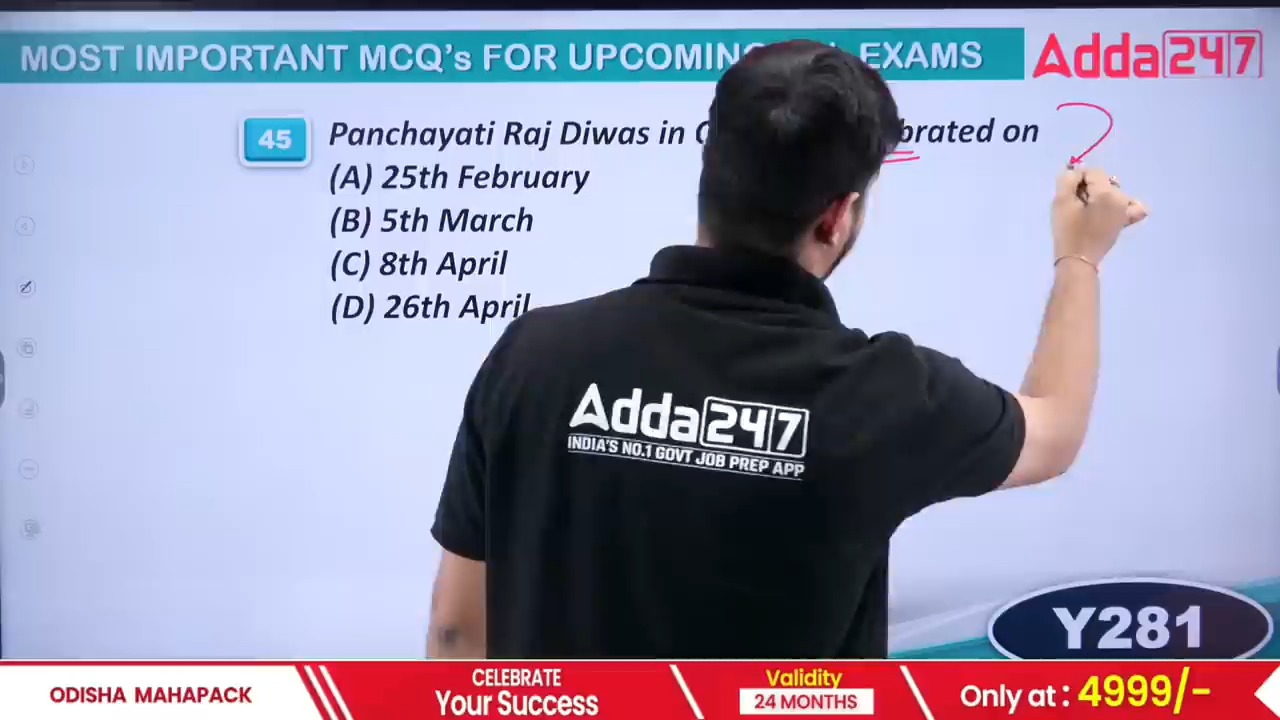 MOST IMPORTANT MCQ's FOR UPCOMING EXAMS
Adda247
45 Panchayati Raj Diwas in brated on ?
(A) 25th February
(B) 5th March
(C) 8th April
(D) 26th April
Adda247
INDIA'S NO.1 GOVT JOB PREP APP
Y281
ODISHA MAHAPACK
CELEBRATE
Your Success
Validity
24 MONTHS
Only at : 4999/-